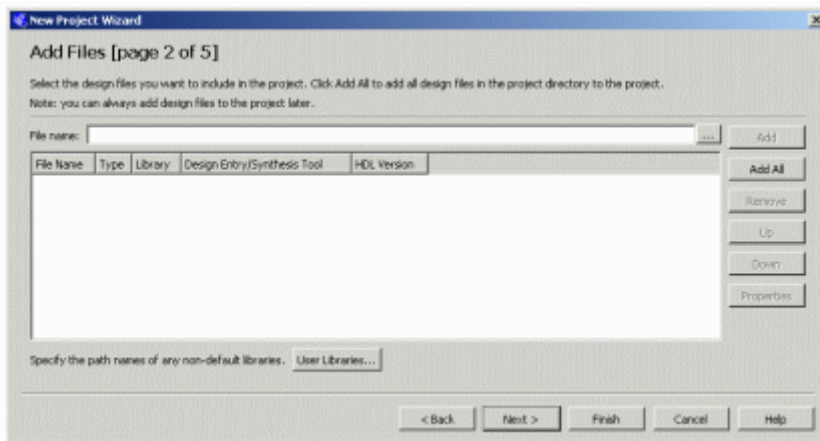 New Project Wizard
Add Files [page 2 of 5]
Select the design files you want to include in the project. Click Add All to add all design files in the project directory to the project.
Note: you can always add design files to the project later.
File name: ... Add
File Name Type Library Design Entry/Synthesis Tool HDL Version
Add All
Remove
Up
Down
Properties
Specify the path names of any non-default libraries. User Libraries...
< Back Next > Finish Cancel Help